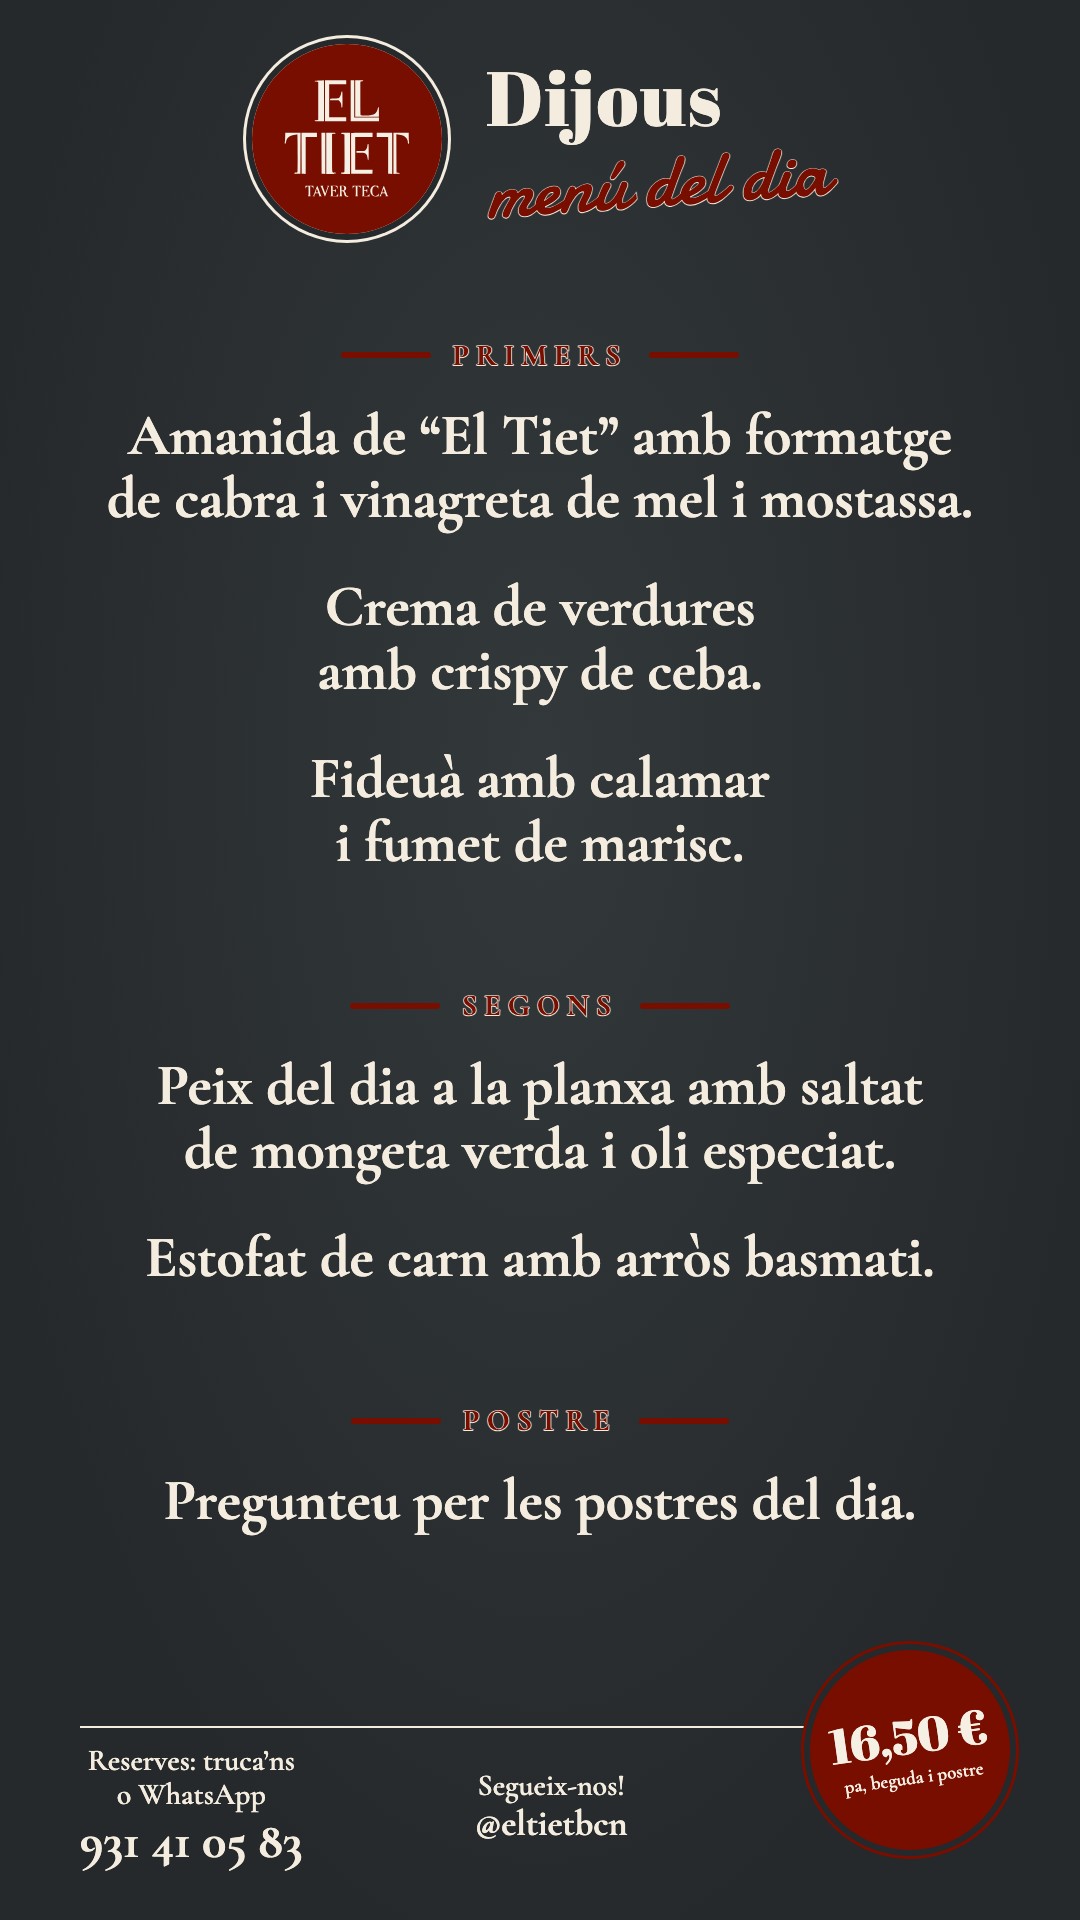 EL
TIET
TAVER TECA
Dijous
menú del dia
PRIMERS
Amanida de “El Tiet” amb formatge
de cabra i vinagreta de mel i mostassa.
Crema de verdures
amb crispy de ceba.
Fideuà amb calamar
i fumet de marisc.
SEGONS
Peix del dia a la planxa amb saltat
de mongeta verda i oli especiat.
Estofat de carn amb arròs basmati.
POSTRE
Pregunteu per les postres del dia.
Reserves: truca’ns
o WhatsApp
931 41 05 83
Segueix-nos!
@eltietbcn
16,50 €
pa, beguda i postre